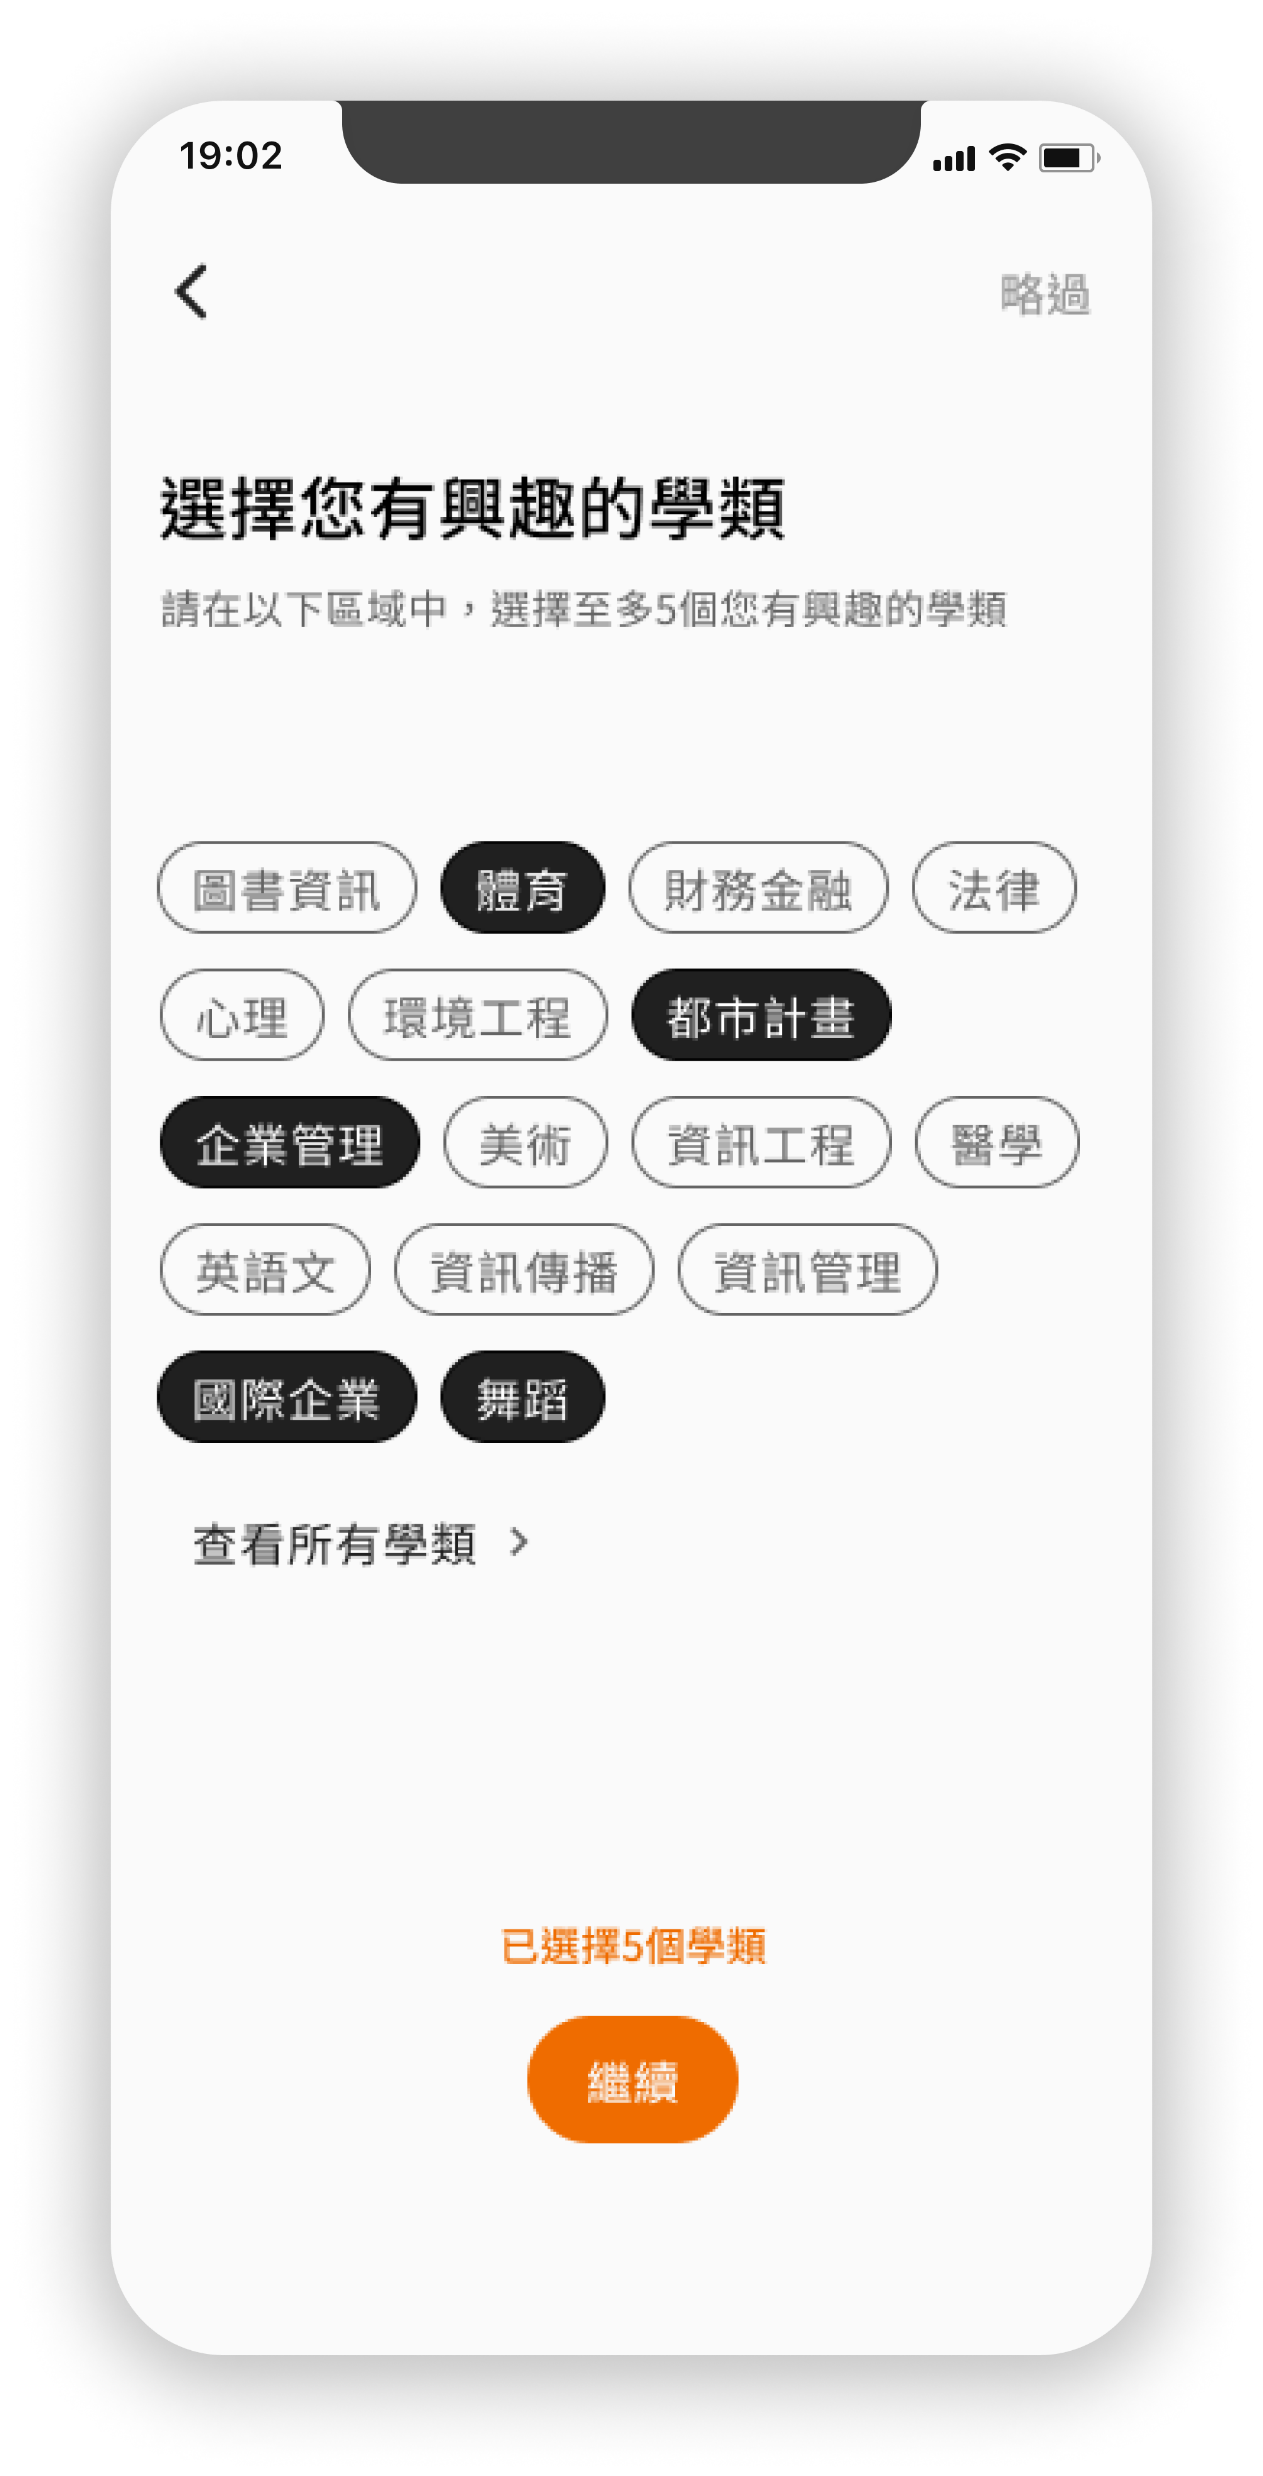 19:02
略過
選擇您有興趣的學類
請在以下區域中，選擇至多5個您有興趣的學類
圖書資訊 體育 財務金融 法律
心理 環境工程 都市計畫
企業管理 美術 資訊工程 醫學
英語文 資訊傳播 資訊管理
國際企業 舞蹈
查看所有學類
已選擇5個學類
繼續